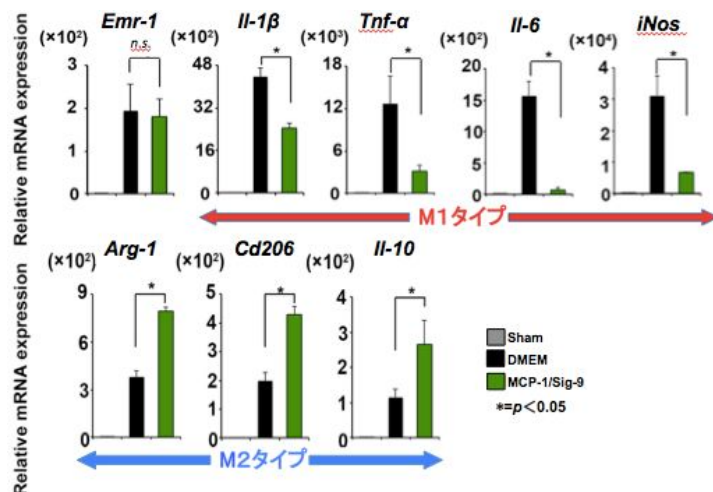 Emr-1 Il-1β Tnf-α Il-6 iNos
(×10²) (×10²) (×10³) (×10²) (×10⁴)
n.s. * * * *
Relative mRNA expression
3 2 1 0
48 32 16 0
18 12 6 0
20 15 10 5 0
4 3 2 1 0
M1タイプ
Arg-1 Cd206 Il-10
(×10²) (×10²) (×10²)
* * *
Relative mRNA expression
9 6 3 0
5 4 3 2 0
4 3 2 1 0
Sham
DMEM
MCP-1/Sig-9
*=p＜0.05
M2タイプ